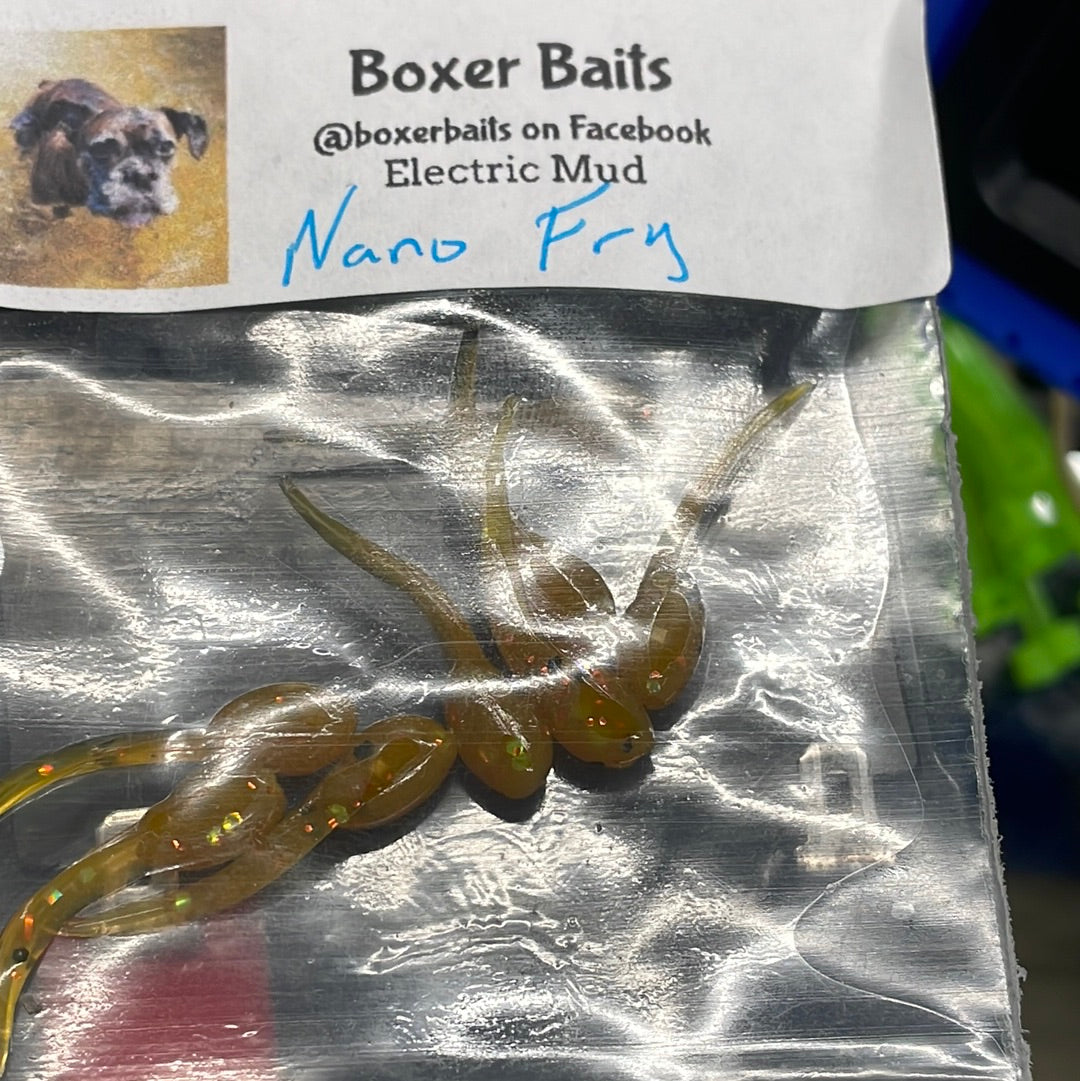 Boxer Baits
@boxerbaits on Facebook
Electric Mud
Nano Fry